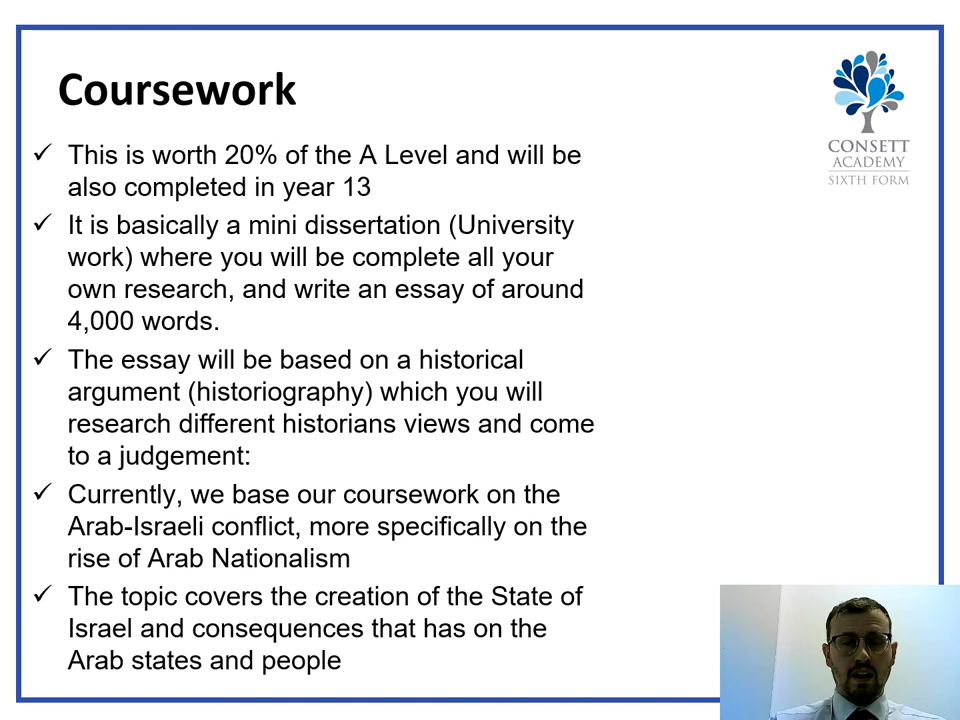 Coursework
CONSETT
ACADEMY
SIXTH FORM
✓ This is worth 20% of the A Level and will be
also completed in year 13
✓ It is basically a mini dissertation (University
work) where you will be complete all your
own research, and write an essay of around
4,000 words.
✓ The essay will be based on a historical
argument (historiography) which you will
research different historians views and come
to a judgement:
✓ Currently, we base our coursework on the
Arab-Israeli conflict, more specifically on the
rise of Arab Nationalism
✓ The topic covers the creation of the State of
Israel and consequences that has on the
Arab states and people